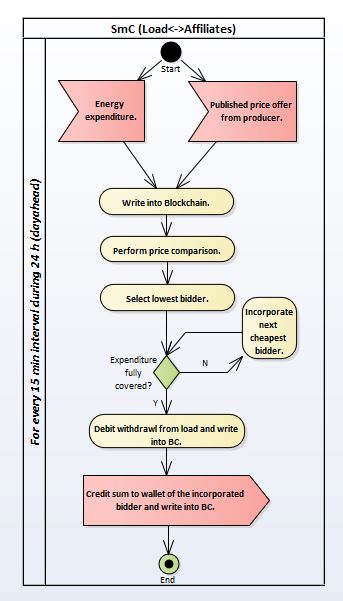 SmC (Load<->Affiliates)
For every 15 min interval during 24 h (dayahead)
Start
Energy
expenditure.
Published price offer
from producer.
Write into Blockchain.
Perform price comparison.
Select lowest bidder.
Incorporate
next
cheapest
bidder.
Expenditure
fully
covered?
N
Y
Debit withdrawl from load and write
into BC.
Credit sum to wallet of the incorporated
bidder and write into BC.
End